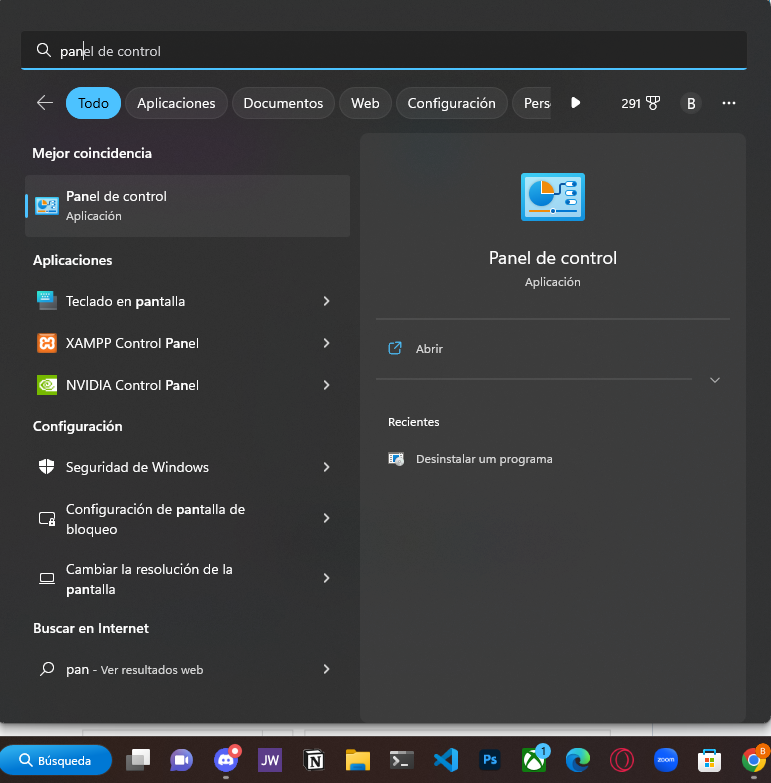 panel de control
Todo
Aplicaciones
Documentos
Web
Configuración
Pers
291
B
Mejor coincidencia
Panel de control
Aplicación
Aplicaciones
Teclado en pantalla
XAMPP Control Panel
NVIDIA Control Panel
Configuración
Seguridad de Windows
Configuración de pantalla de
bloqueo
Cambiar la resolución de la
pantalla
Buscar en Internet
pan - Ver resultados web
Panel de control
Aplicación
Abrir
Recientes
Desinstalar um programa
Búsqueda
JW
N
Ps
1
zoom
B